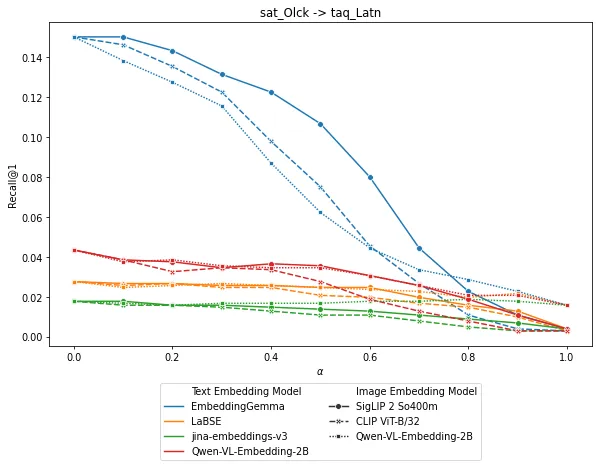 sat_Olck -> taq_Latn
0.14
0.12
0.10
0.08
0.06
0.04
0.02
0.00
Recall@1
0.0 0.2 0.4 0.6 0.8 1.0
α
Text Embedding Model Image Embedding Model
EmbeddingGemma SigLIP 2 So400m
LaBSE CLIP ViT-B/32
jina-embeddings-v3 Qwen-VL-Embedding-2B
Qwen-VL-Embedding-2B